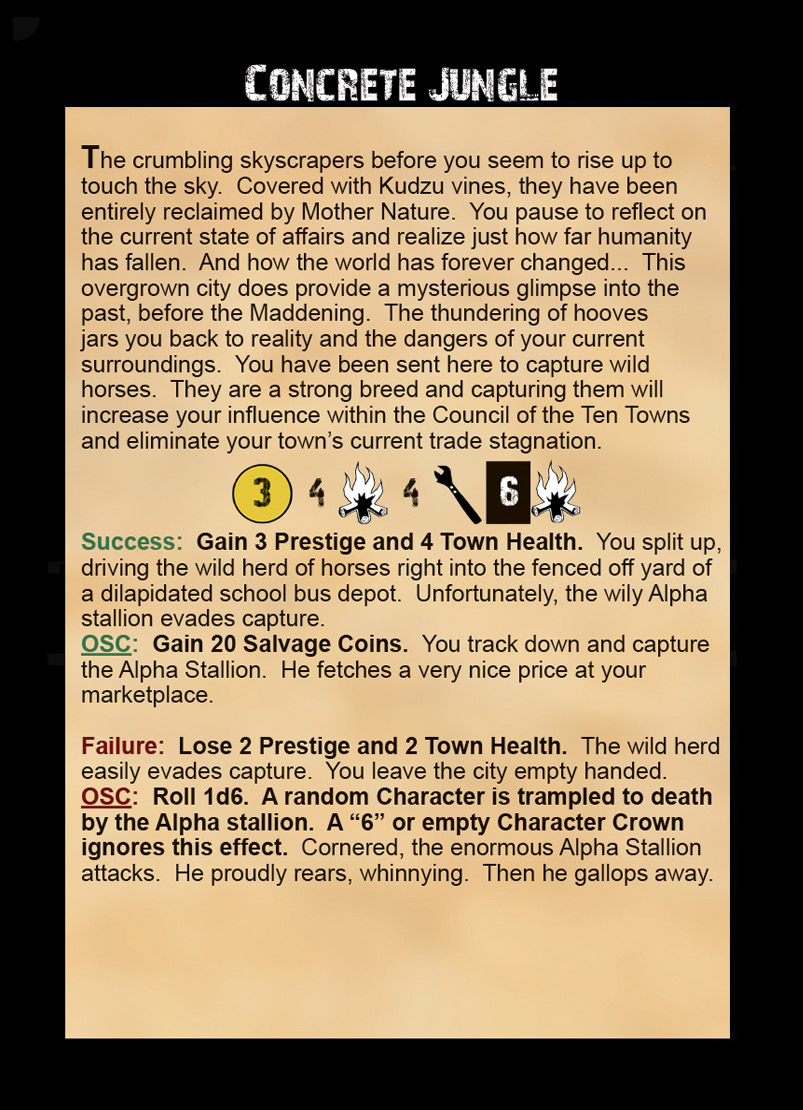 Concrete Jungle
The crumbling skyscrapers before you seem to rise up to
touch the sky.  Covered with Kudzu vines, they have been
entirely reclaimed by Mother Nature.  You pause to reflect on
the current state of affairs and realize just how far humanity
has fallen.  And how the world has forever changed...  This
overgrown city does provide a mysterious glimpse into the
past, before the Maddening.  The thundering of hooves
jars you back to reality and the dangers of your current
surroundings.  You have been sent here to capture wild
horses.  They are a strong breed and capturing them will
increase your influence within the Council of the Ten Towns
and eliminate your town’s current trade stagnation.
3 4 4 6
Success:  Gain 3 Prestige and 4 Town Health.  You split up,
driving the wild herd of horses right into the fenced off yard of
a dilapidated school bus depot.  Unfortunately, the wily Alpha
stallion evades capture.
OSC:  Gain 20 Salvage Coins.  You track down and capture
the Alpha Stallion.  He fetches a very nice price at your
marketplace.
Failure:  Lose 2 Prestige and 2 Town Health.  The wild herd
easily evades capture.  You leave the city empty handed.
OSC:  Roll 1d6.  A random Character is trampled to death
by the Alpha stallion.  A “6” or empty Character Crown
ignores this effect.  Cornered, the enormous Alpha Stallion
attacks.  He proudly rears, whinnying.  Then he gallops away.